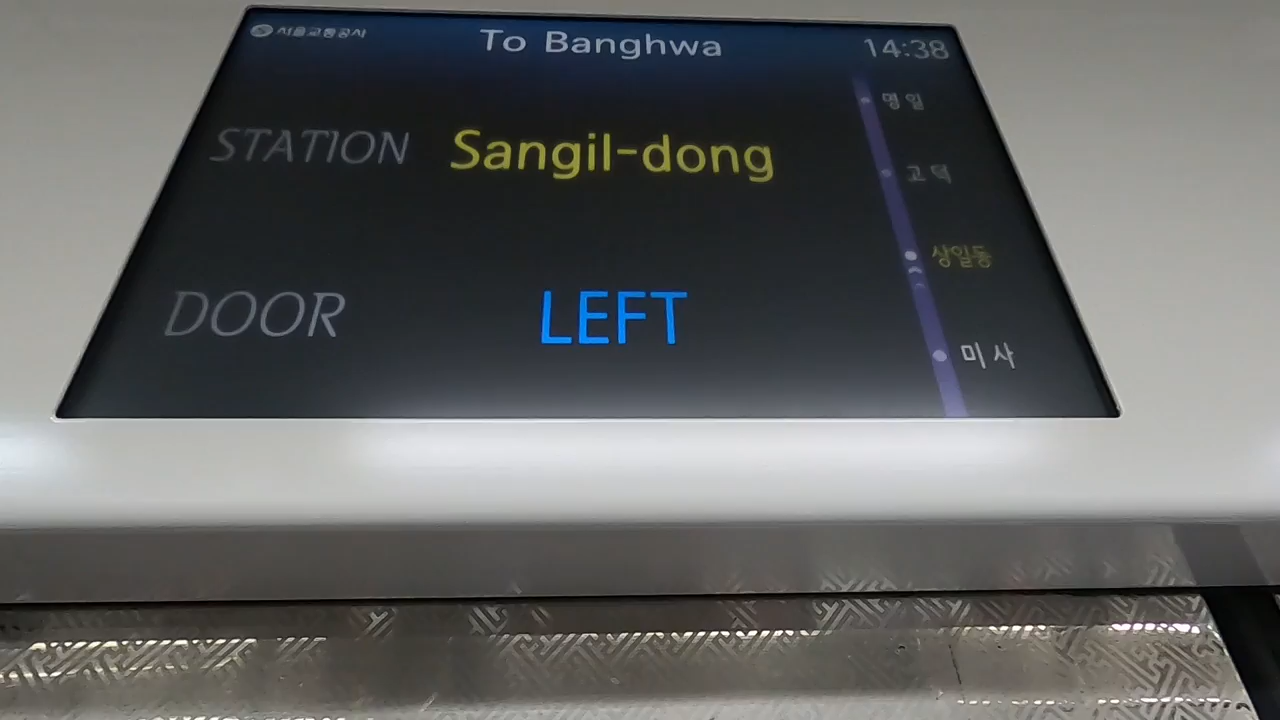 서울교통공사
To Banghwa
14:38
명일
STATION
Sangil-dong
고덕
상일동
DOOR
LEFT
미사